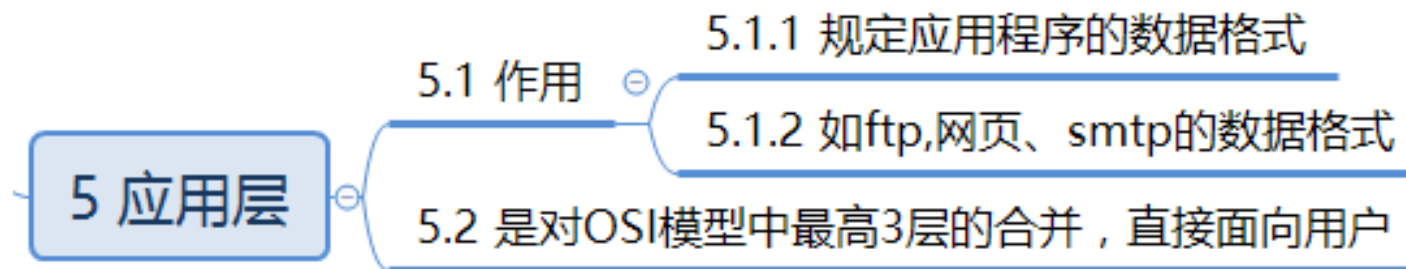 5 应用层
5.1 作用
5.1.1 规定应用程序的数据格式
5.1.2 如ftp,网页、smtp的数据格式
5.2 是对OSI模型中最高3层的合并，直接面向用户